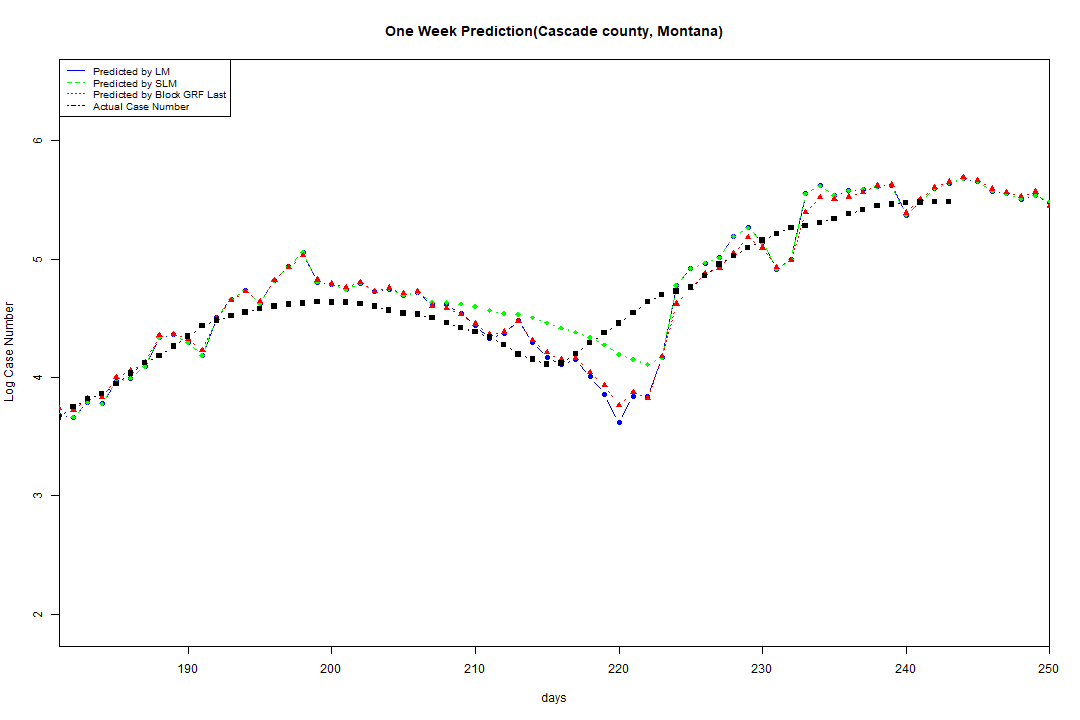 One Week Prediction(Cascade county, Montana)
Predicted by LM
Predicted by SLM
Predicted by Block GRF Last
Actual Case Number
6
5
4
3
2
Log Case Number
190 200 210 220 230 240 250
days